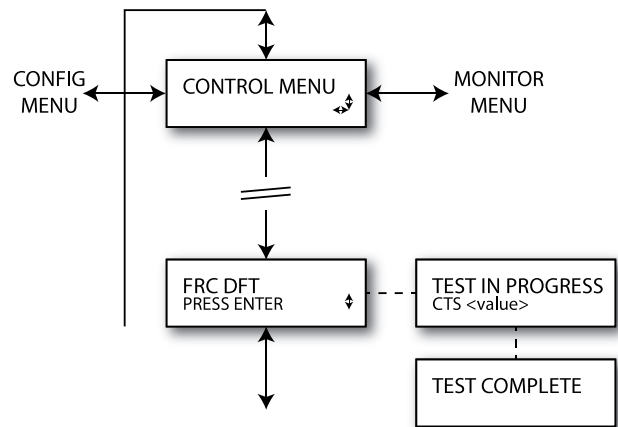 CONFIG
MENU
CONTROL MENU
MONITOR
MENU
FRC DFT
PRESS ENTER
TEST IN PROGRESS
CTS <value>
TEST COMPLETE